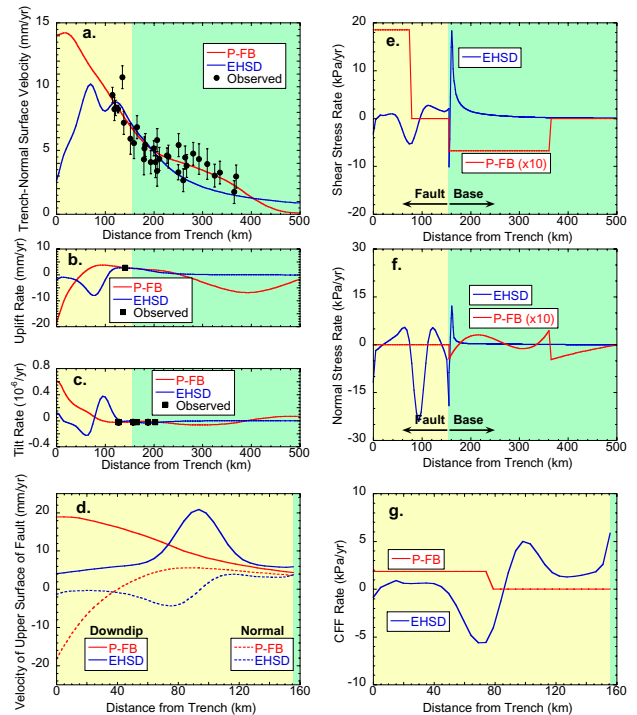 a.
P-FB
EHSD
Observed
Trench-Normal Surface Velocity (mm/yr)
15
10
5
0
0 100 200 300 400 500
Distance from Trench (km)
b.
P-FB
EHSD
Observed
Uplift Rate (mm/yr)
10
0
-10
-20
0 100 200 300 400 500
Distance from Trench (km)
c.
P-FB
EHSD
Observed
Tilt Rate (10-6/yr)
0.8
0.4
0
-0.4
0 100 200 300 400 500
Distance from Trench (km)
d.
Velocity of Upper Surface of Fault (mm/yr)
20
10
0
-10
-20
Downdip
P-FB
EHSD
Normal
P-FB
EHSD
0 40 80 120 160
Distance from Trench (km)
e.
EHSD
P-FB (x10)
Fault Base
Shear Stress Rate (kPa/yr)
20
10
0
-10
-20
0 100 200 300 400 500
Distance from Trench (km)
f.
EHSD
P-FB (x10)
Fault Base
Normal Stress Rate (kPa/yr)
30
15
0
-15
-30
0 100 200 300 400 500
Distance from Trench (km)
g.
P-FB
EHSD
CFF Rate (kPa/yr)
10
5
0
-5
-10
0 40 80 120 160
Distance from Trench (km)